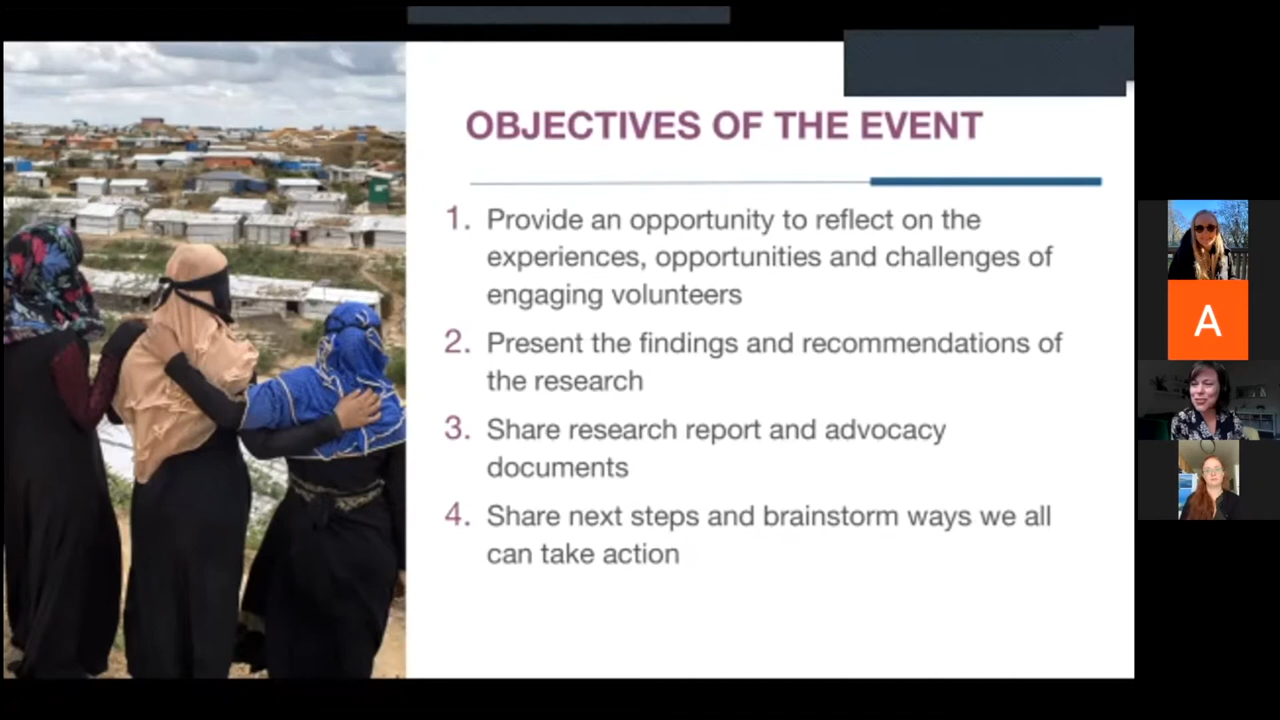 OBJECTIVES OF THE EVENT
1. Provide an opportunity to reflect on the
experiences, opportunities and challenges of
engaging volunteers
2. Present the findings and recommendations of
the research
3. Share research report and advocacy
documents
4. Share next steps and brainstorm ways we all
can take action
A